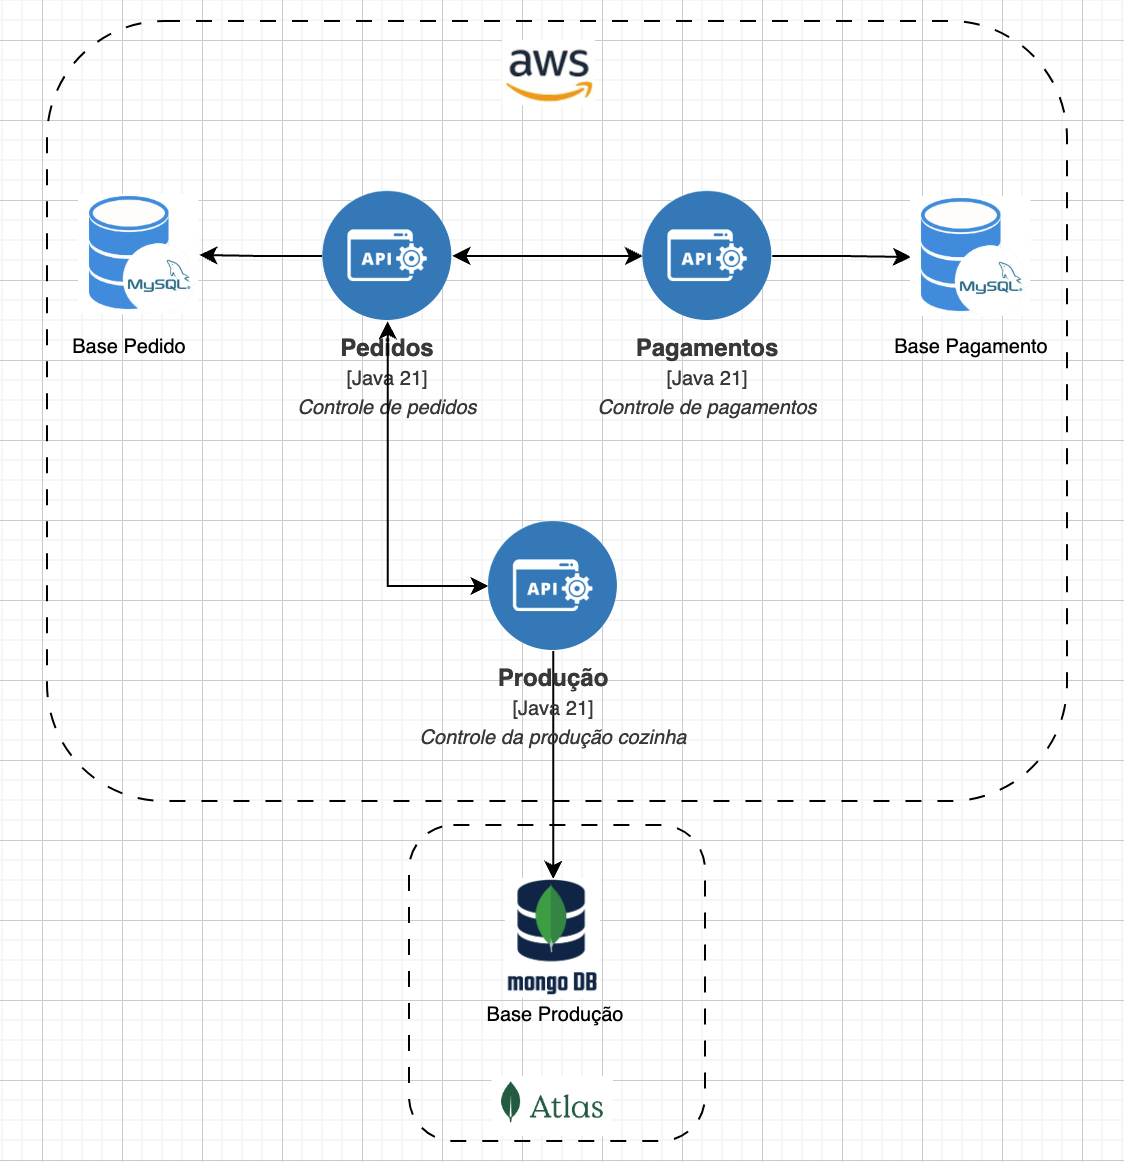 aws
API
API
MySQL
MySQL
Base Pedido
Pedidos
[Java 21]
Controle de pedidos
Pagamentos
[Java 21]
Controle de pagamentos
Base Pagamento
API
Produção
[Java 21]
Controle da produção cozinha
mongo DB
Base Produção
Atlas